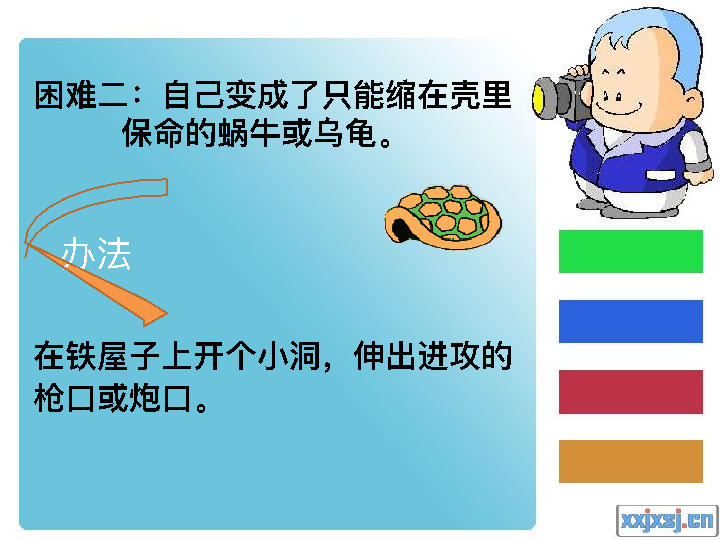 困难二：自己变成了只能缩在壳里
保命的蜗牛或乌龟。
办法
在铁屋子上开个小洞，伸出进攻的
枪口或炮口。
xxjxsj.cn